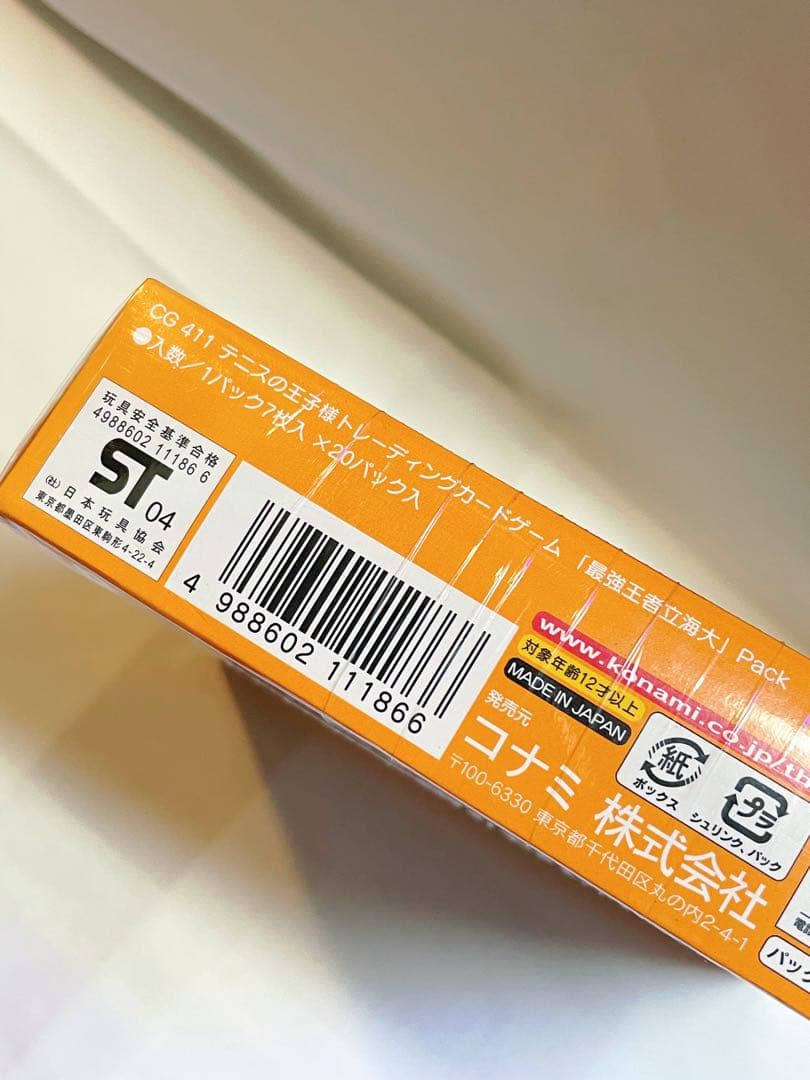 CG 411 テニスの王子様トレーディングカードゲーム 「最強王者立海大」 Pack
●入数/1パック7枚入 ×20パック入
玩具安全基準合格
4988602 11186 6
ST 04
(社)日本玩具協会
東京都墨田区東駒形4-22-4
4 988602 111866
www.konami.co.jp/th
対象年齢12才以上
MADE IN JAPAN
発売元
コナミ 株式会社
〒100-6330 東京都千代田区丸の内2-4-1
紙
ボックス
プラ
シュリンク、パック
電話
パック